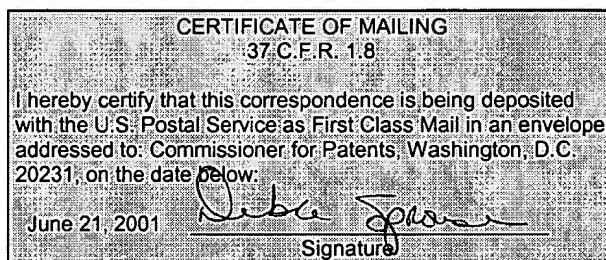 CERTIFICATE OF MAILING
37 C.F.R. 1.8
I hereby certify that this correspondence is being deposited
with the U.S. Postal Service as First Class Mail in an envelope
addressed to: Commissioner for Patents, Washington, D.C.
20231, on the date below:
June 21, 2001 Debbie
Signature